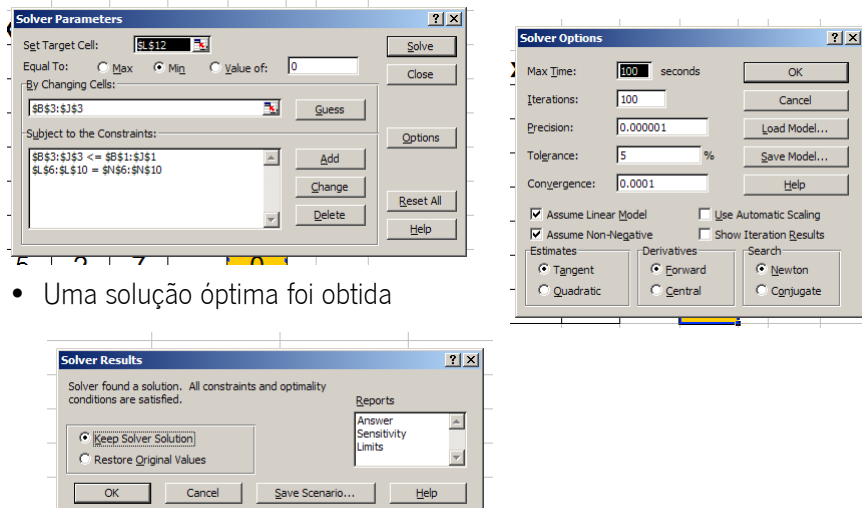 Solver Parameters
Set Target Cell: $L$12
Equal To: Max Min Value of: 0
By Changing Cells:
$B$3:$J$3
Guess
Subject to the Constraints:
$B$3:$J$3 <= $B$1:$J$1
$L$6:$L$10 = $N$6:$N$10
Add
Change
Delete
Solve
Close
Options
Reset All
Help
Solver Options
Max Time: 100 seconds
Iterations: 100
Precision: 0.000001
Tolerance: 5 %
Convergence: 0.0001
Assume Linear Model Use Automatic Scaling
Assume Non-Negative Show Iteration Results
Estimates Derivatives Search
Tangent Forward Newton
Quadratic Central Conjugate
OK
Cancel
Load Model...
Save Model...
Help
• Uma solução óptima foi obtida
Solver Results
Solver found a solution. All constraints and optimality
conditions are satisfied.
Reports
Answer
Sensitivity
Limits
Keep Solver Solution
Restore Original Values
OK Cancel Save Scenario... Help